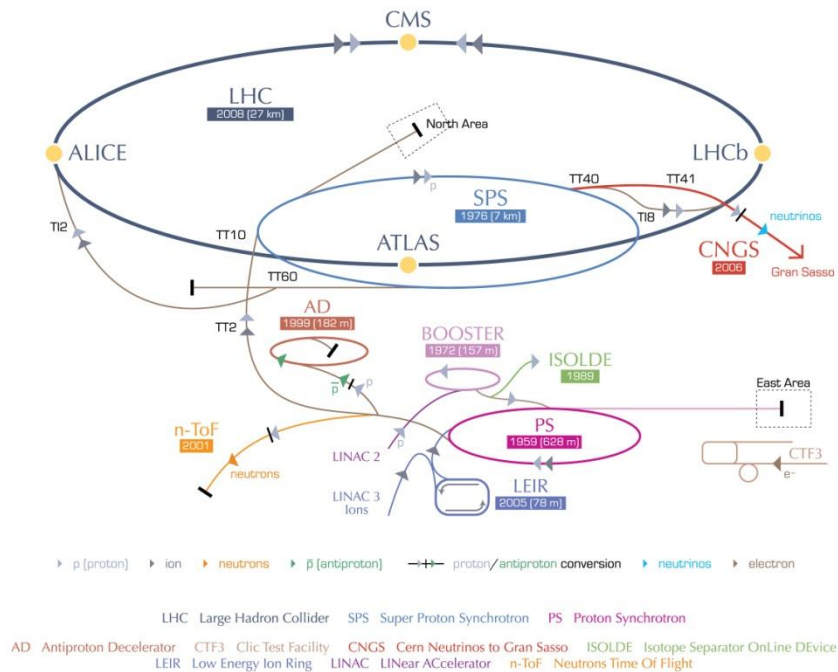 CMS
LHC
2008 (27 km)
North Area
ALICE
LHCb
TT40
TT41
SPS
1976 (7 km)
p
TI2
TT10
TI8
neutrinos
ATLAS
CNGS
2006
Gran Sasso
TT60
AD
1999 (182 m)
TT2
BOOSTER
1972 (157 m)
ISOLDE
1989
p̅
p
East Area
n-ToF
2001
PS
1959 (628 m)
p
LINAC 2
neutrons
CTF3
e-
LEIR
2005 (78 m)
LINAC 3
Ions
p (proton) ion neutrons p̅ (antiproton) proton/antiproton conversion neutrinos electron
LHC Large Hadron Collider SPS Super Proton Synchrotron PS Proton Synchrotron
AD Antiproton Decelerator CTF3 Clic Test Facility CNGS Cern Neutrinos to Gran Sasso ISOLDE Isotope Separator OnLine DEvice
LEIR Low Energy Ion Ring LINAC LINear ACcelerator n-ToF Neutrons Time Of Flight